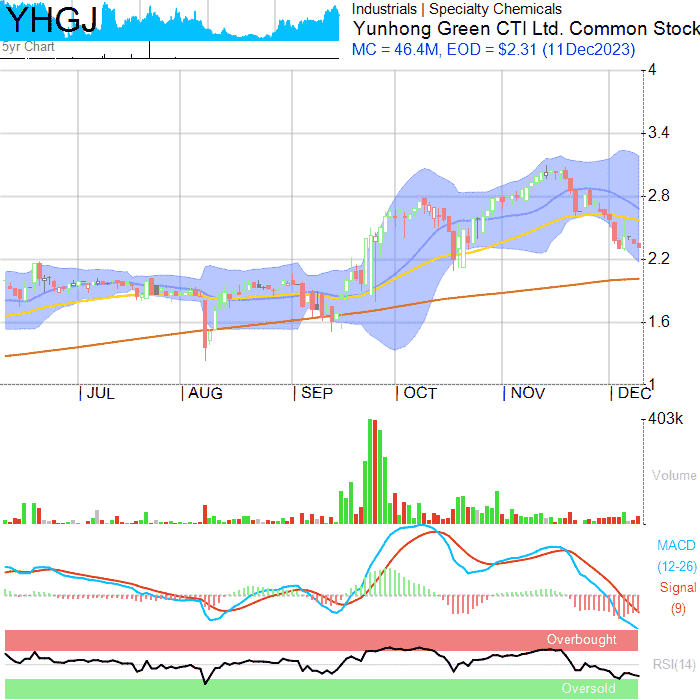 YHGJ
5yr Chart
Industrials | Specialty Chemicals
Yunhong Green CTI Ltd. Common Stock
MC = 46.4M, EOD = $2.31 (11Dec2023)
4
3.4
2.8
2.2
1.6
1
JUL
AUG
SEP
OCT
NOV
DEC
403k
Volume
MACD
(12-26)
Signal
(9)
Overbought
RSI(14)
Oversold